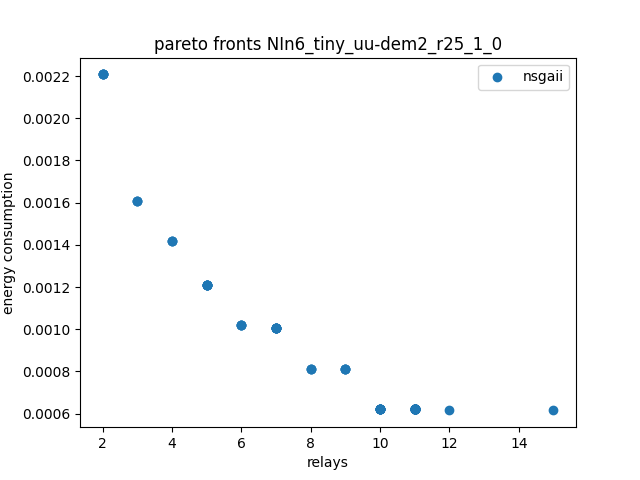 pareto fronts NIn6_tiny_uu-dem2_r25_1_0
nsgaii
0.0022
0.0020
0.0018
0.0016
0.0014
0.0012
0.0010
0.0008
0.0006
energy consumption
2 4 6 8 10 12 14
relays